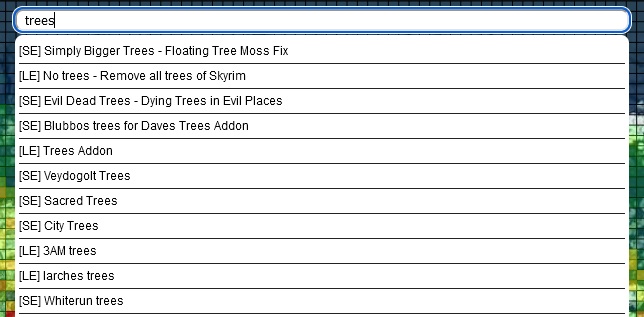 trees
[SE] Simply Bigger Trees - Floating Tree Moss Fix
[LE] No trees - Remove all trees of Skyrim
[SE] Evil Dead Trees - Dying Trees in Evil Places
[SE] Blubbos trees for Daves Trees Addon
[LE] Trees Addon
[SE] Veydogolt Trees
[SE] Sacred Trees
[SE] City Trees
[LE] 3AM trees
[LE] larches trees
[SE] Whiterun trees